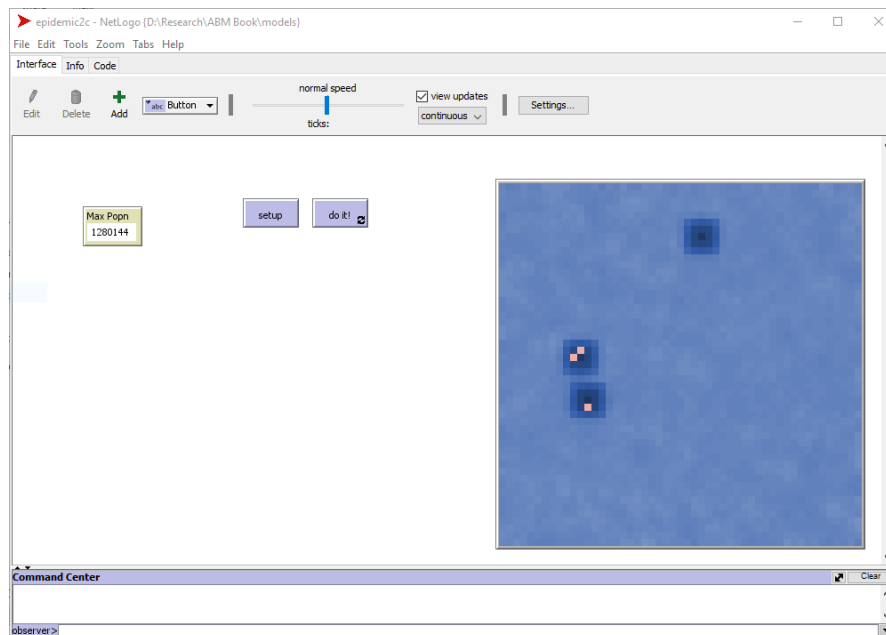 epidemic2c - NetLogo {D:\Research\ABM Book\models}
File Edit Tools Zoom Tabs Help
Interface Info Code
normal speed
view updates
Edit Delete Add abc Button continuous Settings...
ticks:
Max Popn
1280144
setup do it!
Command Center Clear
observer>